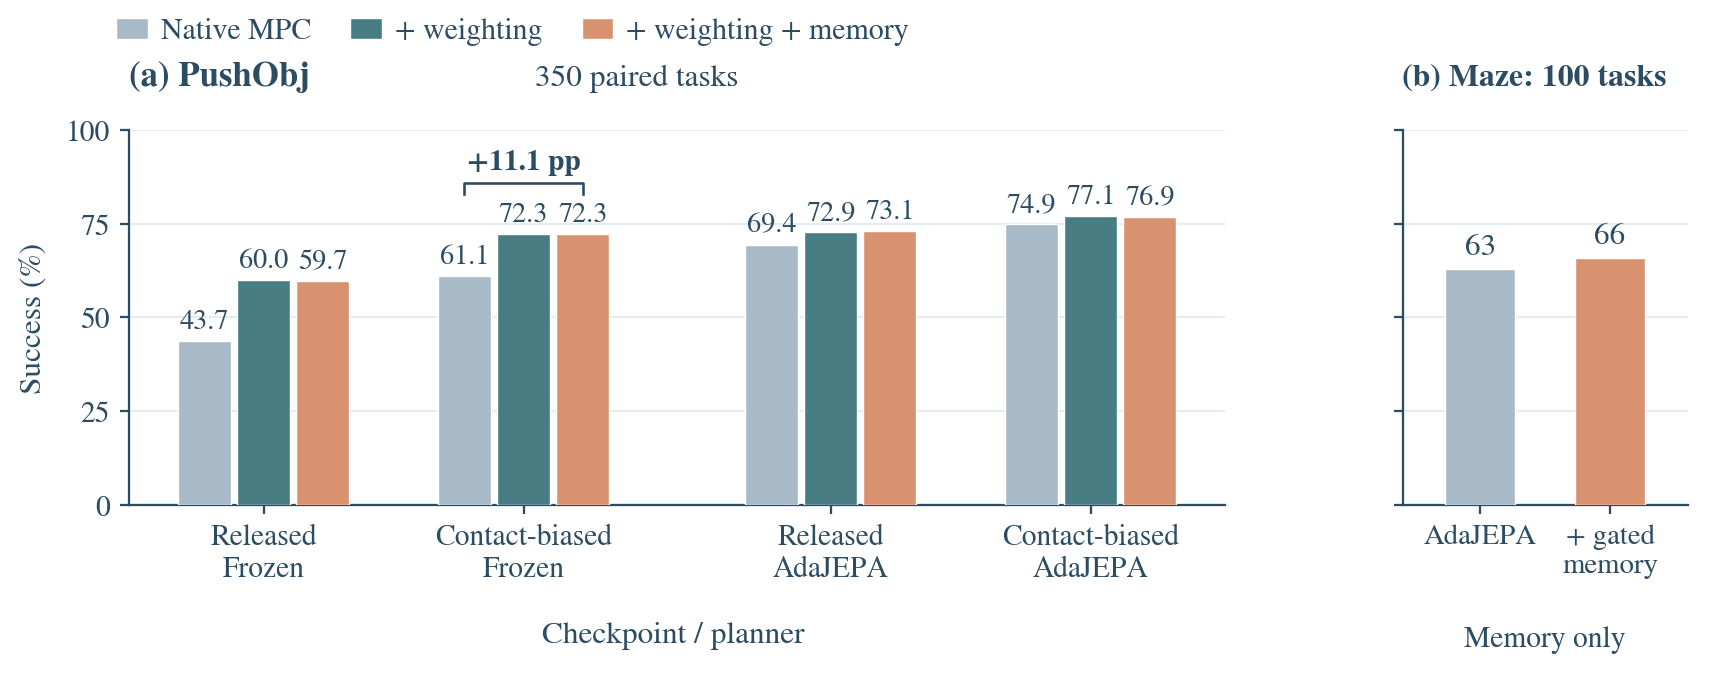 Native MPC + weighting + weighting + memory
(a) PushObj 350 paired tasks (b) Maze: 100 tasks
100
75
50
25
0
Success (%)
43.7 60.0 59.7
+11.1 pp
61.1 72.3 72.3
69.4 72.9 73.1
74.9 77.1 76.9
63 66
Released
Frozen
Contact-biased
Frozen
Released
AdaJEPA
Contact-biased
AdaJEPA
Checkpoint / planner
AdaJEPA
+ gated
memory
Memory only